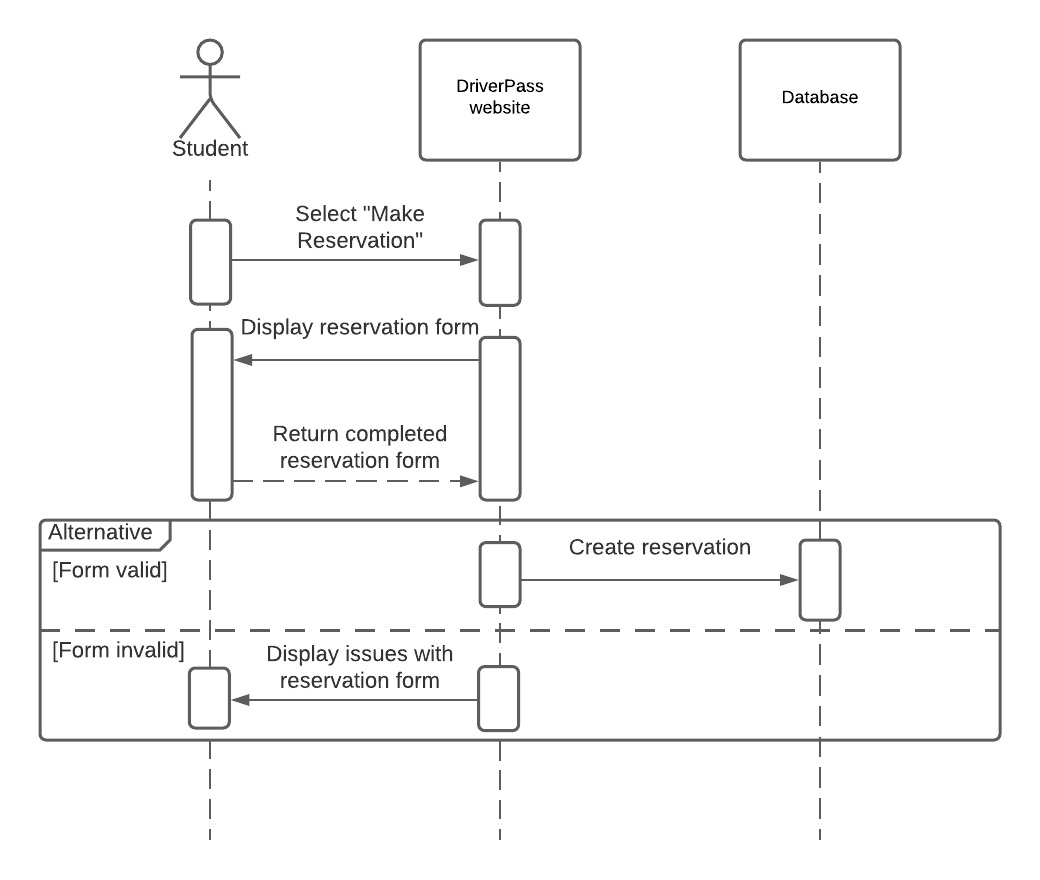 DriverPass
website
Database
Student
Select "Make
Reservation"
Display reservation form
Return completed
reservation form
Alternative
Create reservation
[Form valid]
[Form invalid]
Display issues with
reservation form